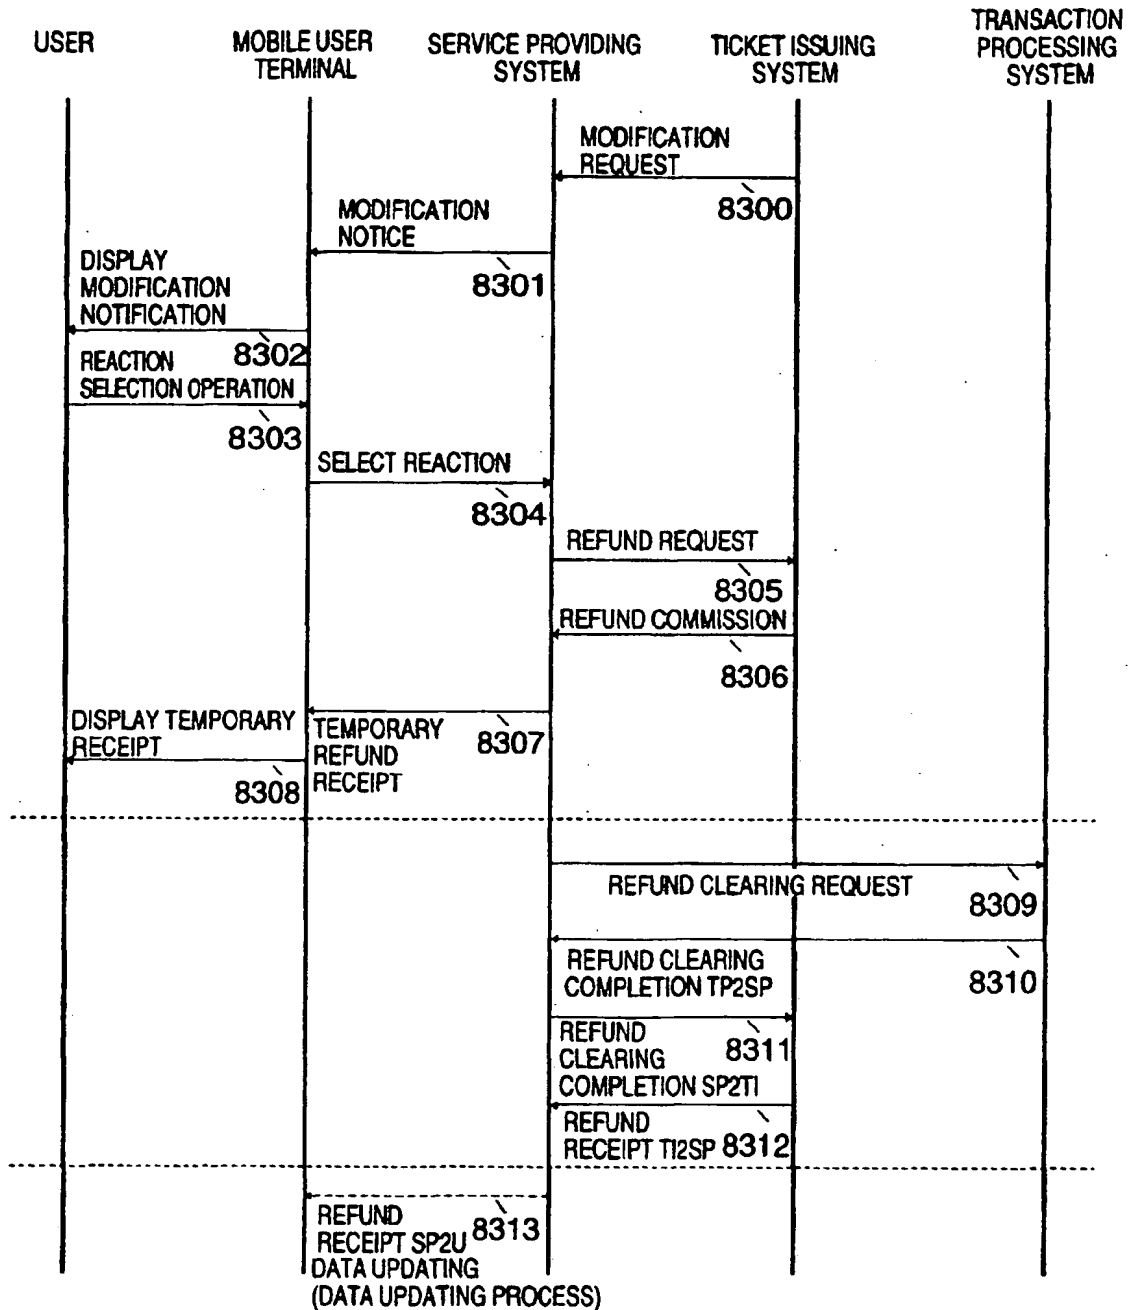 USER
MOBILE USER
TERMINAL
SERVICE PROVIDING
SYSTEM
TICKET ISSUING
SYSTEM
TRANSACTION
PROCESSING
SYSTEM
MODIFICATION
REQUEST
8300
MODIFICATION
NOTICE
8301
DISPLAY
MODIFICATION
NOTIFICATION
8302
REACTION
SELECTION OPERATION
8303
SELECT REACTION
8304
REFUND REQUEST
8305
REFUND COMMISSION
8306
TEMPORARY
REFUND
RECEIPT
8307
DISPLAY TEMPORARY
RECEIPT
8308
REFUND CLEARING REQUEST
8309
REFUND CLEARING
COMPLETION TP2SP
8310
REFUND
CLEARING
COMPLETION SP2TI
8311
REFUND
RECEIPT TI2SP
8312
REFUND
RECEIPT SP2U
8313
DATA UPDATING
(DATA UPDATING PROCESS)